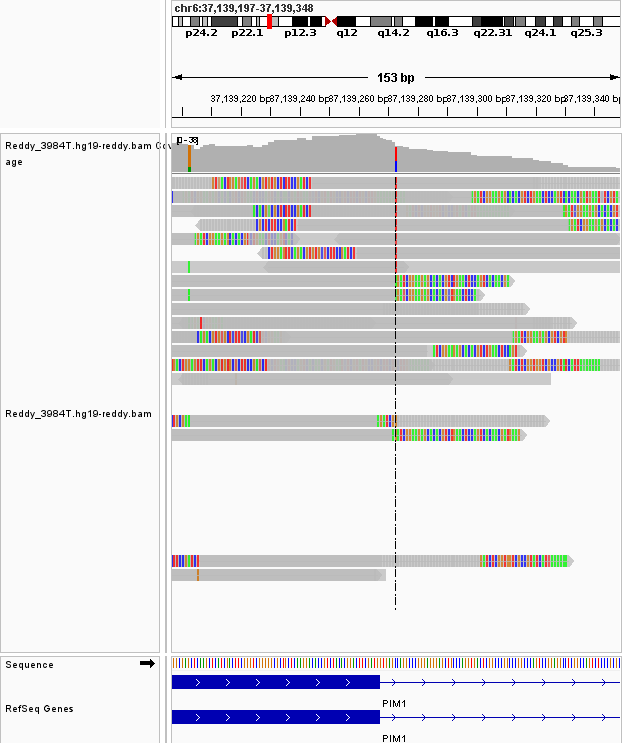 chr6:37,139,197-37,139,348
p24.2 p22.1 p12.3 q12 q14.2 q16.3 q22.31 q24.1 q25.3
153 bp
37,139,220 bp 37,139,240 bp 37,139,260 bp 37,139,280 bp 37,139,300 bp 37,139,320 bp 37,139,340 bp
[0-38]
Reddy_3984T.hg19-reddy.bam Cov
age
Reddy_3984T.hg19-reddy.bam
Sequence
PIM1
RefSeq Genes
PIM1